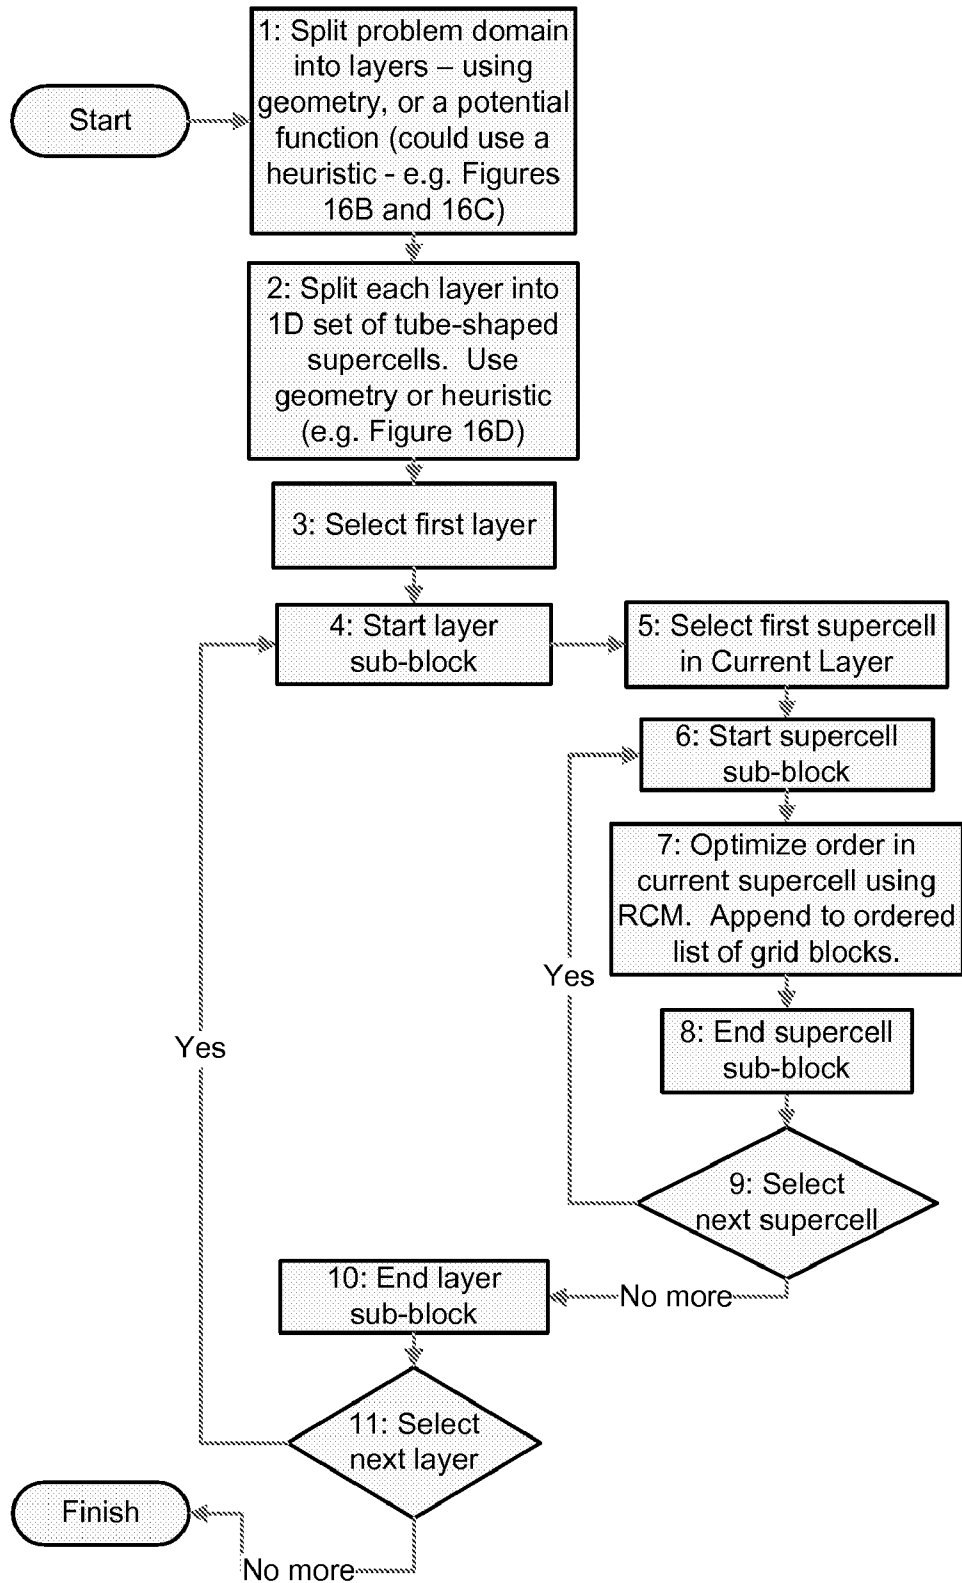 Start
1: Split problem domain
into layers – using
geometry, or a potential
function (could use a
heuristic - e.g. Figures
16B and 16C)
2: Split each layer into
1D set of tube-shaped
supercells. Use
geometry or heuristic
(e.g. Figure 16D)
3: Select first layer
4: Start layer
sub-block
5: Select first supercell
in Current Layer
6: Start supercell
sub-block
7: Optimize order in
current supercell using
RCM. Append to ordered
list of grid blocks.
Yes
8: End supercell
sub-block
Yes
9: Select
next supercell
10: End layer
sub-block
No more
11: Select
next layer
Finish
No more